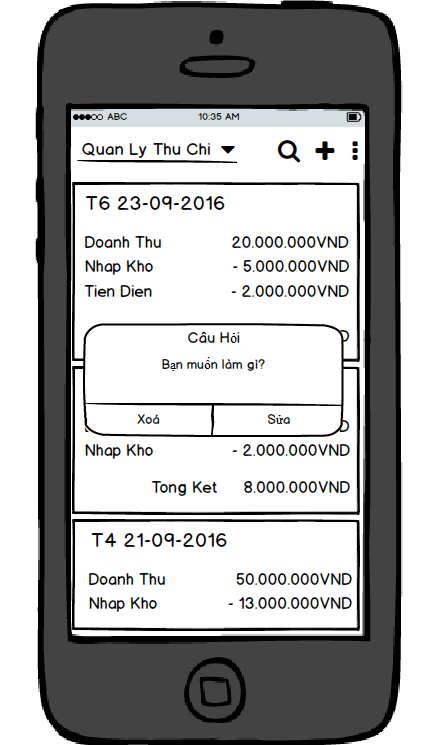 ABC 10:35 AM
Quan Ly Thu Chi
T6 23-09-2016
Doanh Thu 20.000.000VND
Nhap Kho - 5.000.000VND
Tien Dien - 2.000.000VND
Câu Hỏi
Bạn muốn làm gì?
Xoá Sửa
Nhap Kho - 2.000.000VND
Tong Ket 8.000.000VND
T4 21-09-2016
Doanh Thu 50.000.000VND
Nhap Kho - 13.000.000VND